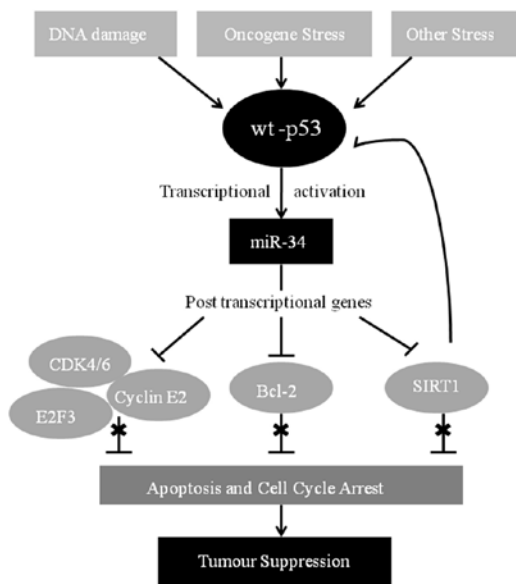 DNA damage
Oncogene Stress
Other Stress
wt-p53
Transcriptional activation
miR-34
Post transcriptional genes
CDK4/6
Cyclin E2
E2F3
Bcl-2
SIRT1
Apoptosis and Cell Cycle Arrest
Tumour Suppression